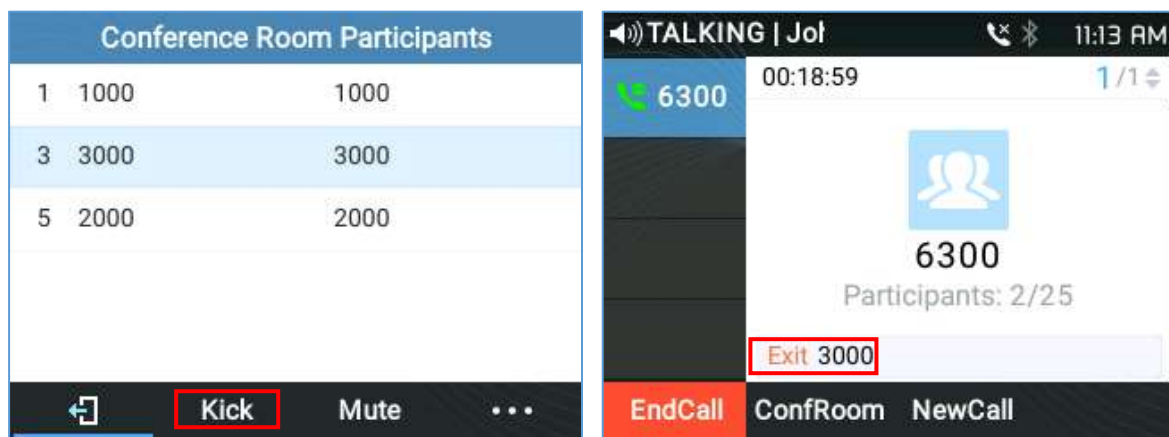 Conference Room Participants
1 1000 1000
3 3000 3000
5 2000 2000
Kick Mute ...
TALKING | Joł 11:13 AM
6300 00:18:59 1/1
6300
Participants: 2/25
Exit 3000
EndCall ConfRoom NewCall